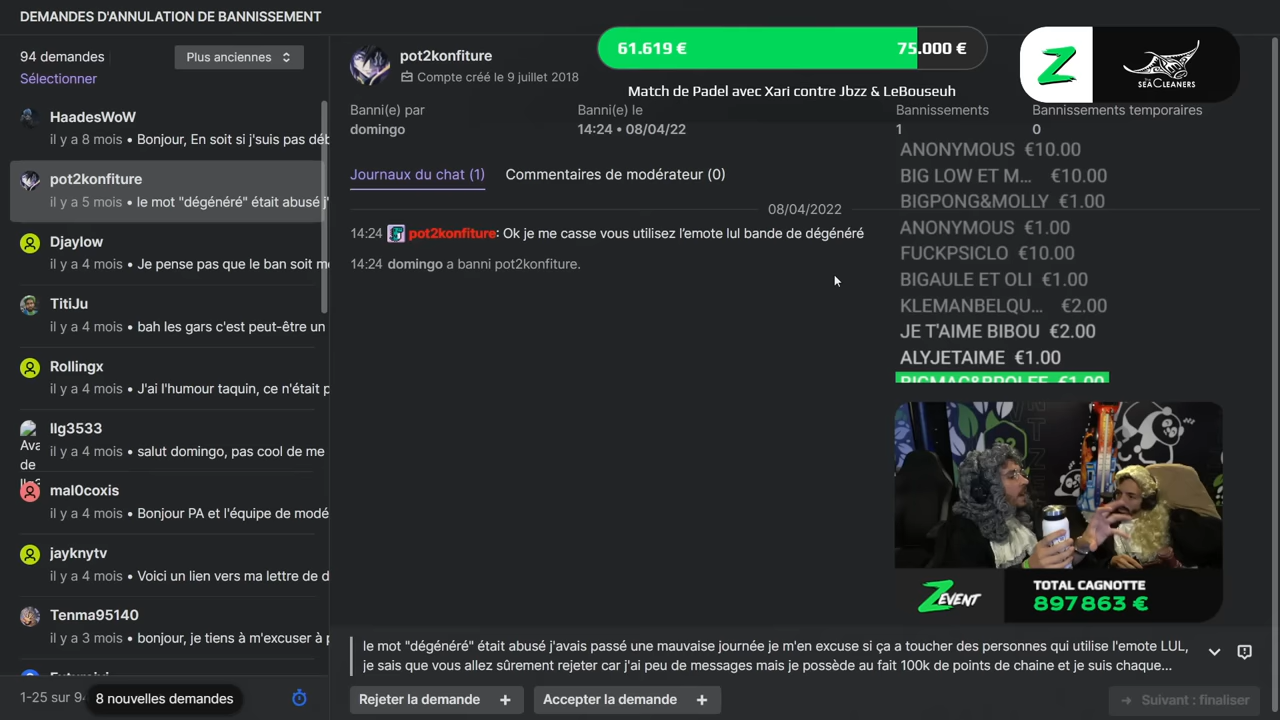 DEMANDES D'ANNULATION DE BANNISSEMENT
94 demandes
Plus anciennes
Sélectionner
HaadesWoW
il y a 8 mois • Bonjour, En soit si j'suis pas déb
pot2konfiture
il y a 5 mois • le mot "dégénéré" était abusé j'
Djaylow
il y a 4 mois • Je pense pas que le ban soit me
TitiJu
il y a 4 mois • bah les gars c'est peut-être un
Rollingx
il y a 4 mois • J'ai l'humour taquin, ce n'était p
llg3533
Ava
de
il y a 4 mois • salut domingo, pas cool de me
mal0coxis
il y a 4 mois • Bonjour PA et l'équipe de modé
jayknytv
il y a 4 mois • Voici un lien vers ma lettre de d
Tenma95140
il y a 3 mois • bonjour, je tiens à m'excuser à p
1-25 sur 9
8 nouvelles demandes
pot2konfiture
Compte créé le 9 juillet 2018
61.619 €
75.000 €
Match de Padel avec Xari contre Jbzz & LeBouseuh
Z
THE
SEACLEANERS
Banni(e) par
domingo
Banni(e) le
14:24 • 08/04/22
Bannissements
1
Bannissements temporaires
0
Journaux du chat (1)
Commentaires de modérateur (0)
08/04/2022
14:24 pot2konfiture: Ok je me casse vous utilisez l'emote lul bande de dégénéré
14:24 domingo a banni pot2konfiture.
ANONYMOUS €10.00
BIG LOW ET M... €10.00
BIGPONG&MOLLY €1.00
ANONYMOUS €1.00
FUCKPSICLO €10.00
BIGAULE ET OLI €1.00
KLEMANBELQU... €2.00
JE T'AIME BIBOU €2.00
ALYJETAIME €1.00
€1.00
ZEVENT
TOTAL CAGNOTTE
897 863 €
le mot "dégénéré" était abusé j'avais passé une mauvaise journée je m'en excuse si ça a toucher des personnes qui utilise l'emote LUL,
je sais que vous allez sûrement rejeter car j'ai peu de messages mais je possède au fait 100k de points de chaine et je suis chaque...
Rejeter la demande +
Accepter la demande +
→ Suivant : finaliser